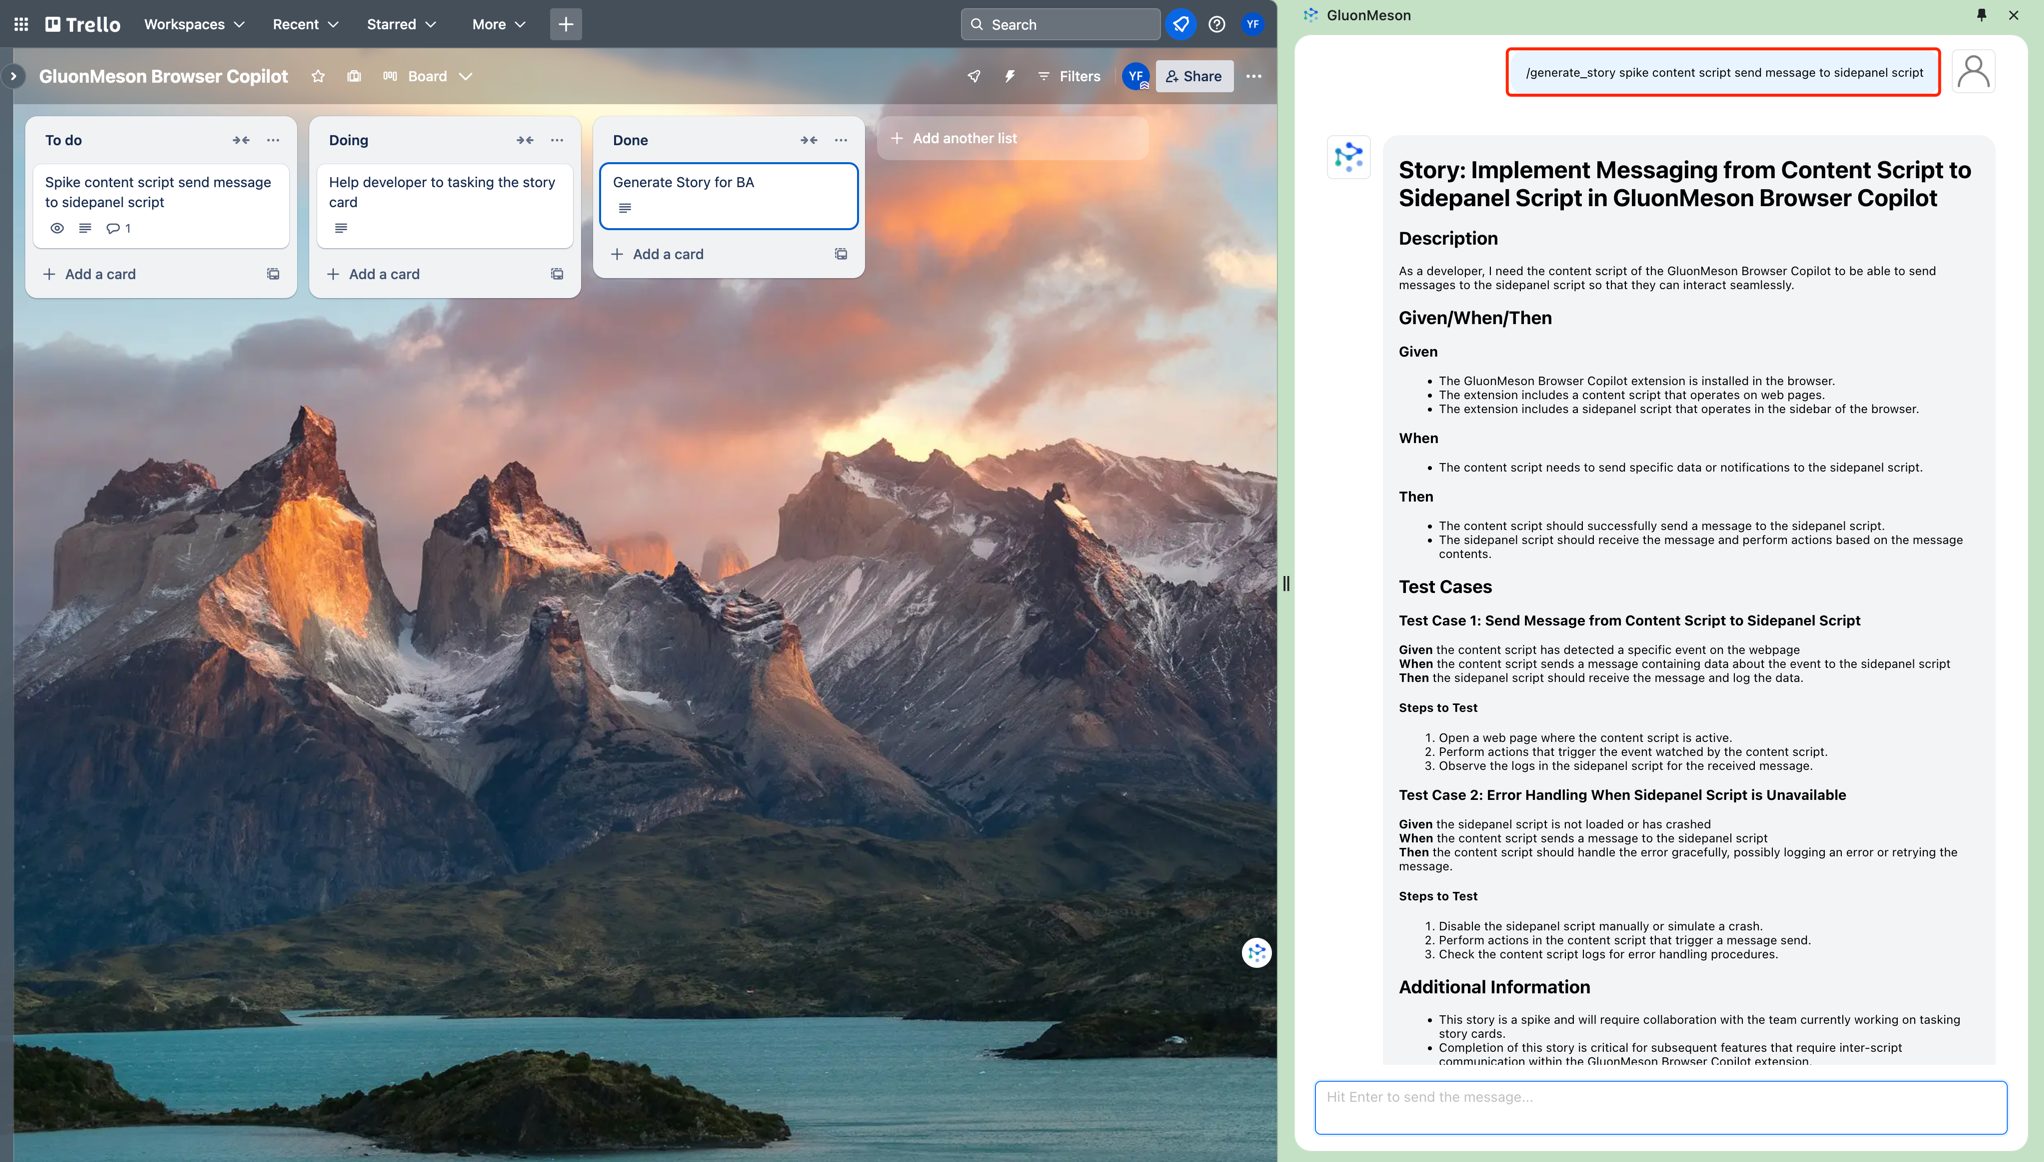 Trello
Workspaces
Recent
Starred
More
Search
YF
GluonMeson Browser Copilot
Board
Filters
YF
Share
To do
Spike content script send message
to sidepanel script
1
Add a card
Doing
Help developer to tasking the story
card
Add a card
Done
Generate Story for BA
Add a card
Add another list
GluonMeson
/generate_story spike content script send message to sidepanel script
Story: Implement Messaging from Content Script to
Sidepanel Script in GluonMeson Browser Copilot
Description
As a developer, I need the content script of the GluonMeson Browser Copilot to be able to send
messages to the sidepanel script so that they can interact seamlessly.
Given/When/Then
Given
• The GluonMeson Browser Copilot extension is installed in the browser.
• The extension includes a content script that operates on web pages.
• The extension includes a sidepanel script that operates in the sidebar of the browser.
When
• The content script needs to send specific data or notifications to the sidepanel script.
Then
• The content script should successfully send a message to the sidepanel script.
• The sidepanel script should receive the message and perform actions based on the message
contents.
Test Cases
Test Case 1: Send Message from Content Script to Sidepanel Script
Given the content script has detected a specific event on the webpage
When the content script sends a message containing data about the event to the sidepanel script
Then the sidepanel script should receive the message and log the data.
Steps to Test
1. Open a web page where the content script is active.
2. Perform actions that trigger the event watched by the content script.
3. Observe the logs in the sidepanel script for the received message.
Test Case 2: Error Handling When Sidepanel Script is Unavailable
Given the sidepanel script is not loaded or has crashed
When the content script sends a message to the sidepanel script
Then the content script should handle the error gracefully, possibly logging an error or retrying the
message.
Steps to Test
1. Disable the sidepanel script manually or simulate a crash.
2. Perform actions in the content script that trigger a message send.
3. Check the content script logs for error handling procedures.
Additional Information
• This story is a spike and will require collaboration with the team currently working on tasking
story cards.
• Completion of this story is critical for subsequent features that require inter-script
communication within the GluonMeson Browser Copilot extension.
Hit Enter to send the message...